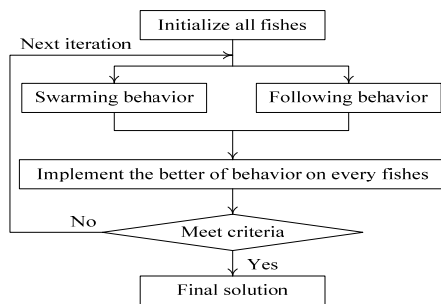 Initialize all fishes
Next iteration
Swarming behavior
Following behavior
Implement the better of behavior on every fishes
No
Meet criteria
Yes
Final solution